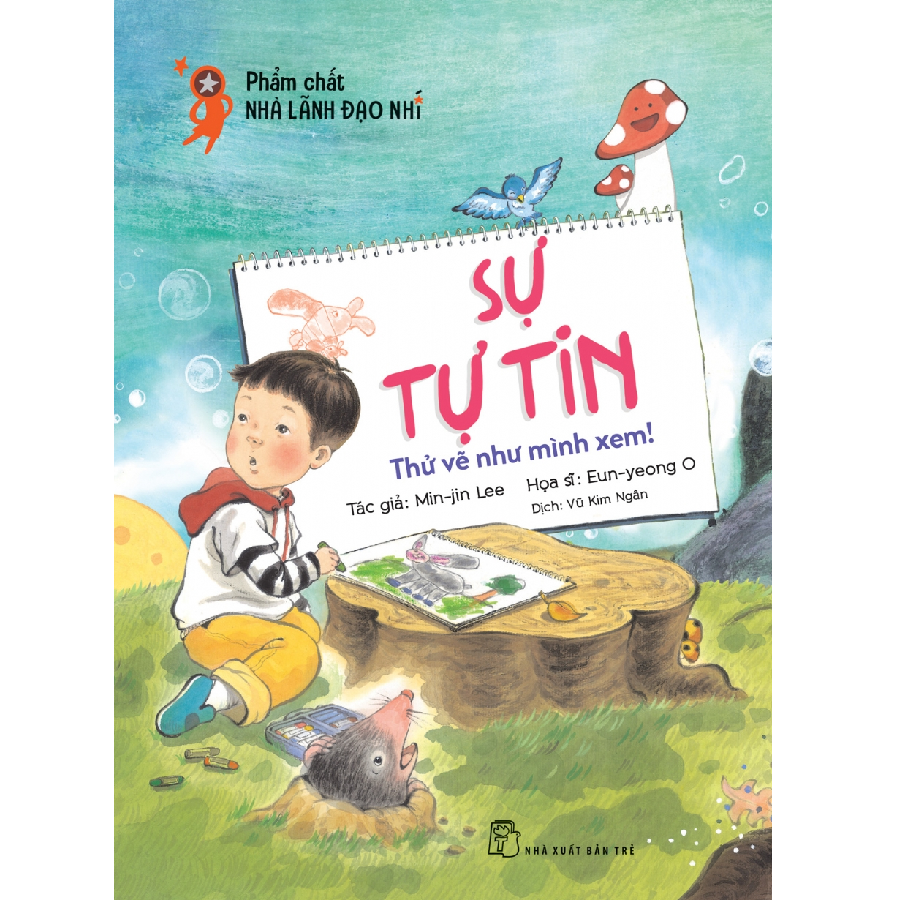 Phẩm chất
NHÀ LÃNH ĐẠO NHÍ
SỰ
TỰ TIN
Thử vẽ như mình xem!
Tác giả: Min-jin Lee
Họa sĩ: Eun-yeong O
Dịch: Vũ Kim Ngân
NHÀ XUẤT BẢN TRẺ